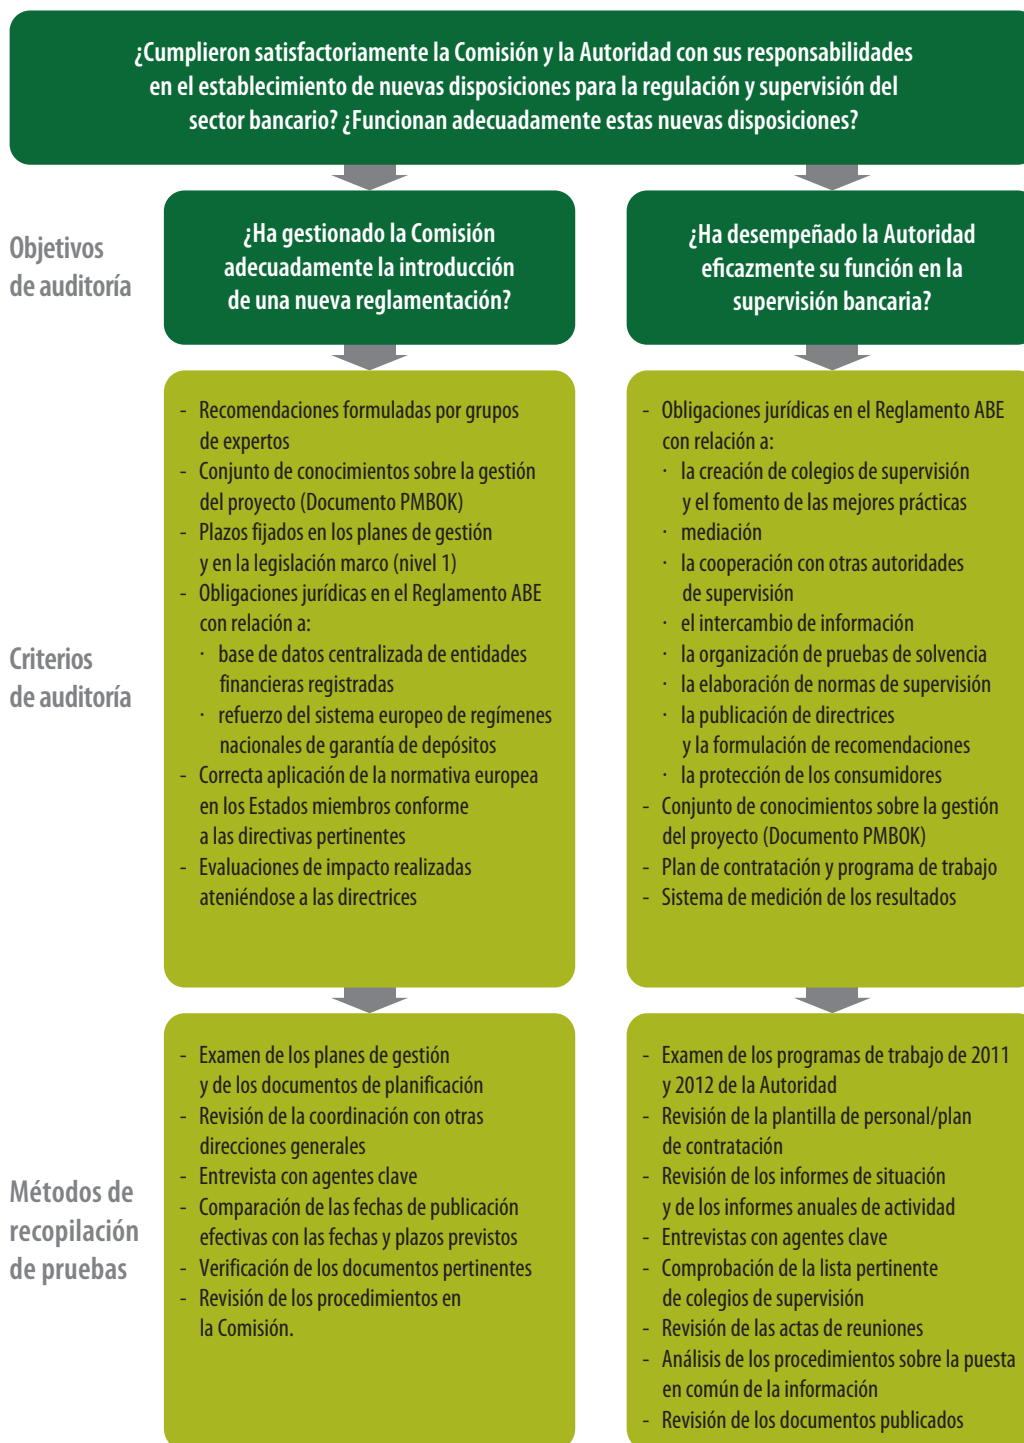 ¿Cumplieron satisfactoriamente la Comisión y la Autoridad con sus responsabilidades
en el establecimiento de nuevas disposiciones para la regulación y supervisión del
sector bancario? ¿Funcionan adecuadamente estas nuevas disposiciones?
Objetivos
de auditoría
¿Ha gestionado la Comisión
adecuadamente la introducción
de una nueva reglamentación?
¿Ha desempeñado la Autoridad
eficazmente su función en la
supervisión bancaria?
Criterios
de auditoría
- Recomendaciones formuladas por grupos
de expertos
- Conjunto de conocimientos sobre la gestión
del proyecto (Documento PMBOK)
- Plazos fijados en los planes de gestión
y en la legislación marco (nivel 1)
- Obligaciones jurídicas en el Reglamento ABE
con relación a:
· base de datos centralizada de entidades
financieras registradas
· refuerzo del sistema europeo de regímenes
nacionales de garantía de depósitos
- Correcta aplicación de la normativa europea
en los Estados miembros conforme
a las directivas pertinentes
- Evaluaciones de impacto realizadas
ateniéndose a las directrices
- Obligaciones jurídicas en el Reglamento ABE
con relación a:
· la creación de colegios de supervisión
y el fomento de las mejores prácticas
· mediación
· la cooperación con otras autoridades
de supervisión
· el intercambio de información
· la organización de pruebas de solvencia
· la elaboración de normas de supervisión
· la publicación de directrices
y la formulación de recomendaciones
· la protección de los consumidores
- Conjunto de conocimientos sobre la gestión
del proyecto (Documento PMBOK)
- Plan de contratación y programa de trabajo
- Sistema de medición de los resultados
Métodos de
recopilación
de pruebas
- Examen de los planes de gestión
y de los documentos de planificación
- Revisión de la coordinación con otras
direcciones generales
- Entrevista con agentes clave
- Comparación de las fechas de publicación
efectivas con las fechas y plazos previstos
- Verificación de los documentos pertinentes
- Revisión de los procedimientos en
la Comisión.
- Examen de los programas de trabajo de 2011
y 2012 de la Autoridad
- Revisión de la plantilla de personal/plan
de contratación
- Revisión de los informes de situación
y de los informes anuales de actividad
- Entrevistas con agentes clave
- Comprobación de la lista pertinente
de colegios de supervisión
- Revisión de las actas de reuniones
- Análisis de los procedimientos sobre la puesta
en común de la información
- Revisión de los documentos publicados